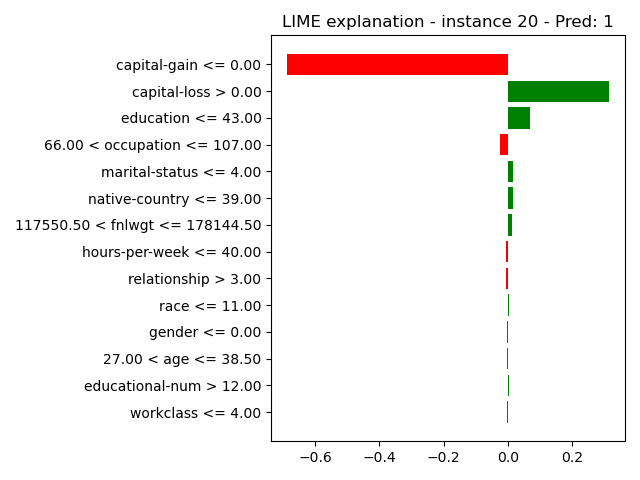 LIME explanation - instance 20 - Pred: 1
capital-gain <= 0.00
capital-loss > 0.00
education <= 43.00
66.00 < occupation <= 107.00
marital-status <= 4.00
native-country <= 39.00
117550.50 < fnlwgt <= 178144.50
hours-per-week <= 40.00
relationship > 3.00
race <= 11.00
gender <= 0.00
27.00 < age <= 38.50
educational-num > 12.00
workclass <= 4.00
−0.6 −0.4 −0.2 0.0 0.2